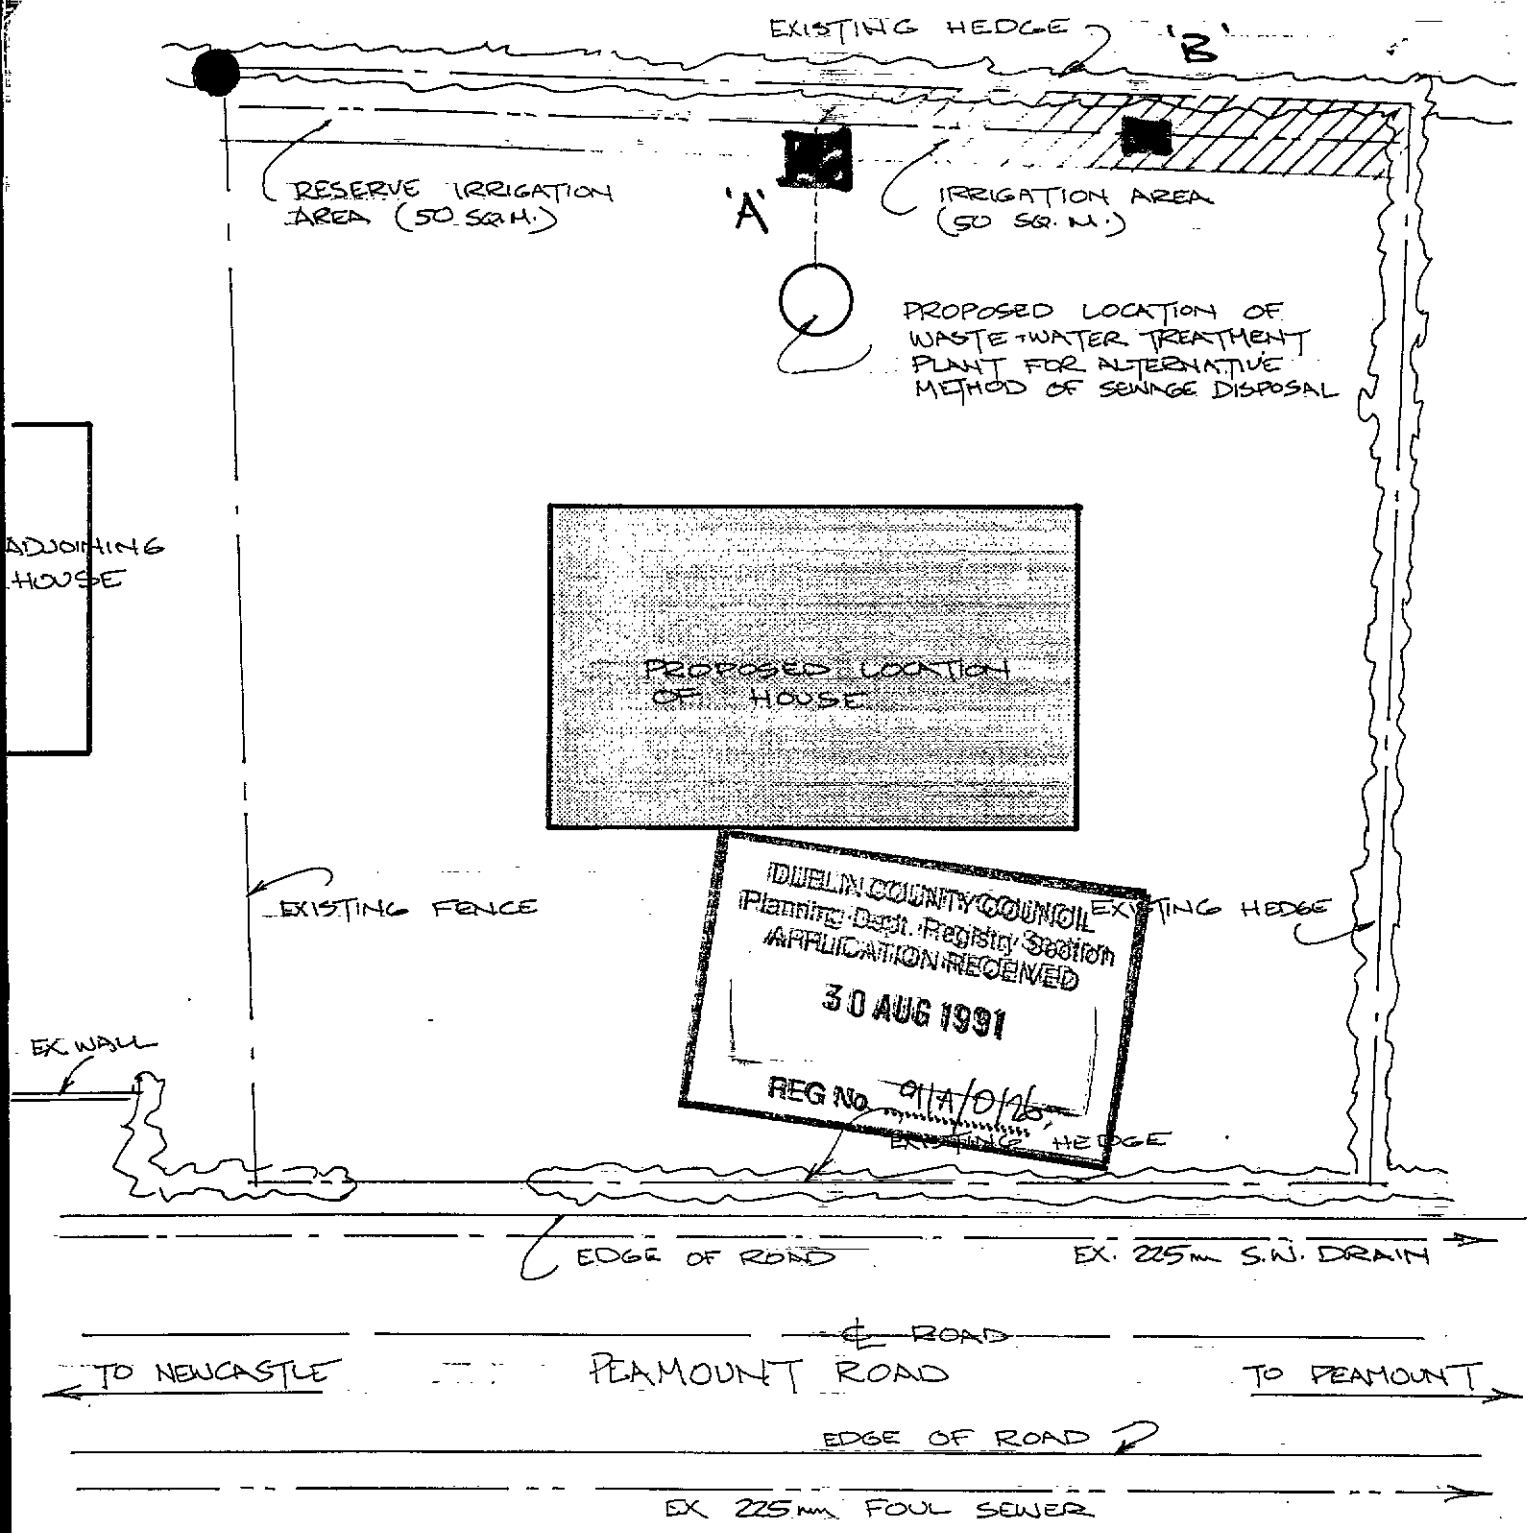 EXISTING HEDGE
'B'
RESERVE IRRIGATION
AREA (50 SQ.M.)
'A'
IRRIGATION AREA
(50 SQ. M.)
PROPOSED LOCATION OF
WASTE-WATER TREATMENT
PLANT FOR ALTERNATIVE
METHOD OF SEWAGE DISPOSAL
ADJOINING
HOUSE
PROPOSED LOCATION
OF HOUSE
EXISTING FENCE
DUBLIN COUNTY COUNCIL
Planning Dept. Registry Section
APPLICATION RECEIVED
30 AUG 1991
REG No.
EXISTING HEDGE
EX. WALL
EXISTING HEDGE
EDGE OF ROAD
EX. 225m S.W. DRAIN
℄ ROAD
TO NEWCASTLE
PEAMOUNT ROAD
TO PEAMOUNT
EDGE OF ROAD
EX 225mm FOUL SEWER